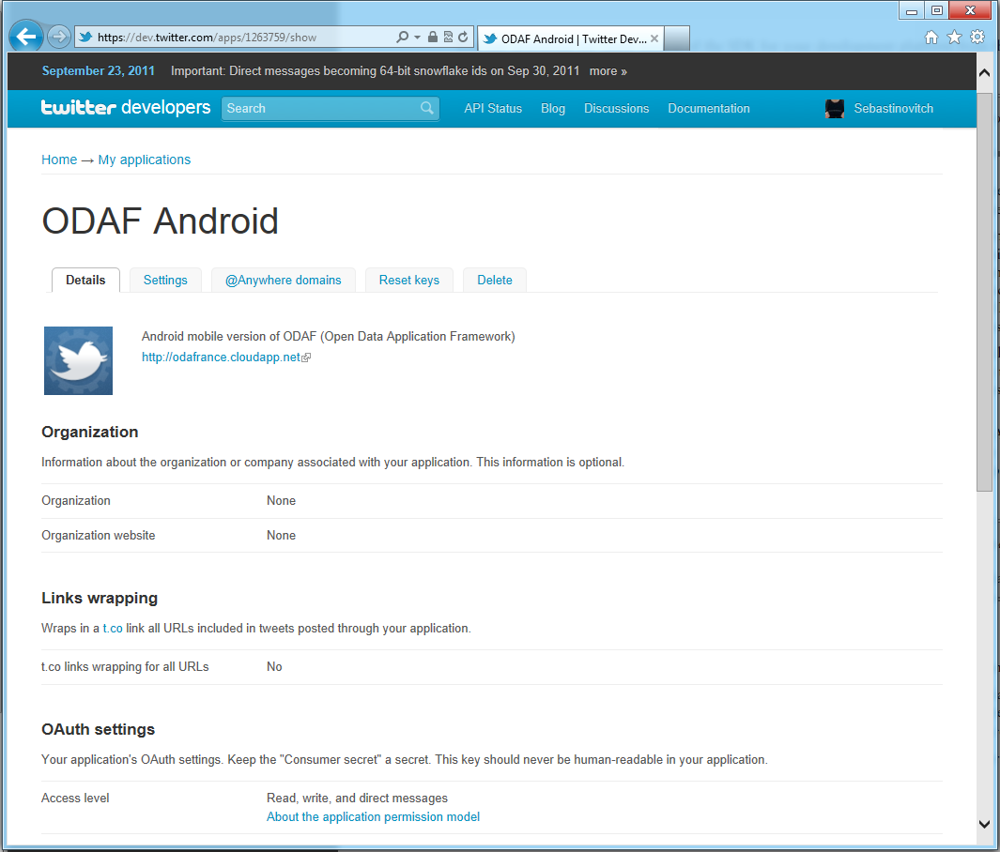 https://dev.twitter.com/apps/1263759/show
ODAF Android | Twitter Dev...
September 23, 2011 Important: Direct messages becoming 64-bit snowflake ids on Sep 30, 2011 more »
twitter developers Search API Status Blog Discussions Documentation Sebastinovitch
Home → My applications
ODAF Android
Details Settings @Anywhere domains Reset keys Delete
Android mobile version of ODAF (Open Data Application Framework)
http://odafrance.cloudapp.net
Organization
Information about the organization or company associated with your application. This information is optional.
Organization None
Organization website None
Links wrapping
Wraps in a t.co link all URLs included in tweets posted through your application.
t.co links wrapping for all URLs No
OAuth settings
Your application's OAuth settings. Keep the "Consumer secret" a secret. This key should never be human-readable in your application.
Access level Read, write, and direct messages
About the application permission model